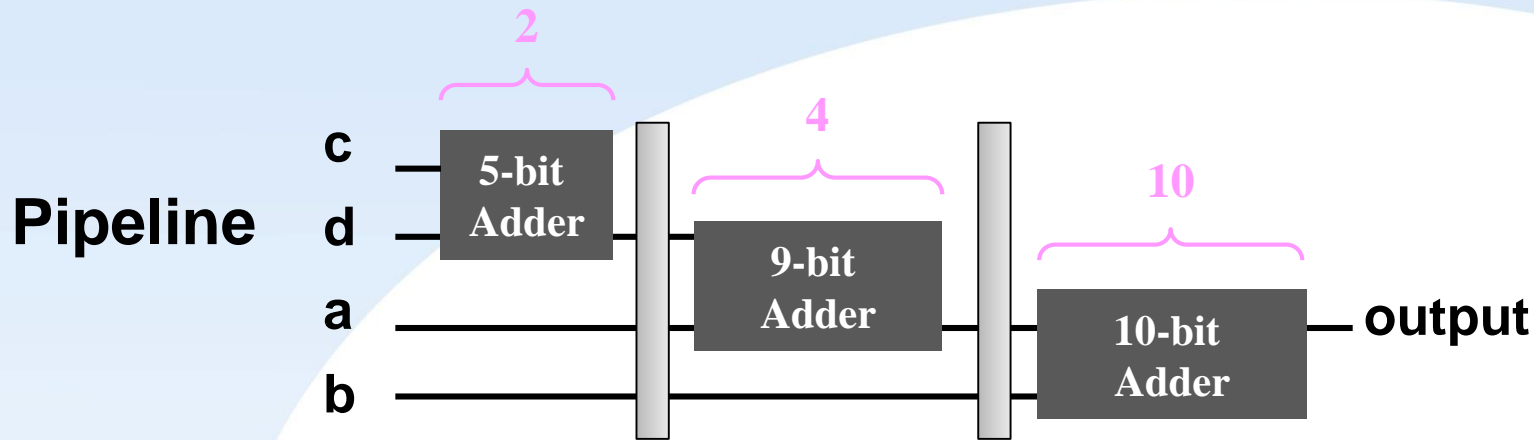 2
4
10
Pipeline
c
d
a
b
5-bit
Adder
9-bit
Adder
10-bit
Adder
output